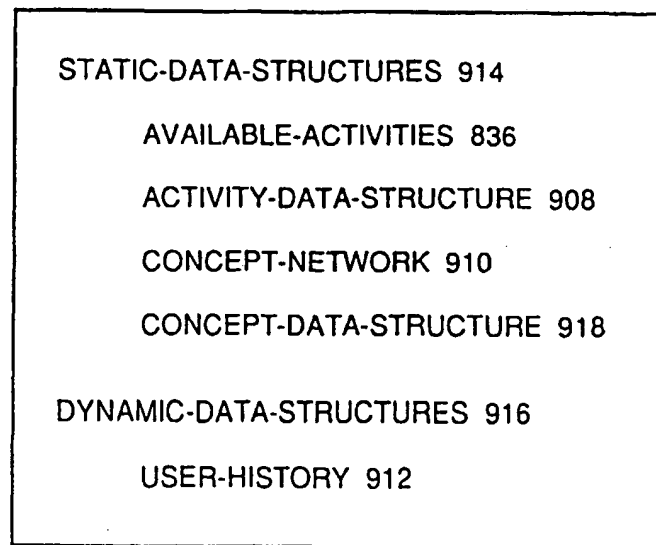 STATIC-DATA-STRUCTURES 914
AVAILABLE-ACTIVITIES 836
ACTIVITY-DATA-STRUCTURE 908
CONCEPT-NETWORK 910
CONCEPT-DATA-STRUCTURE 918
DYNAMIC-DATA-STRUCTURES 916
USER-HISTORY 912